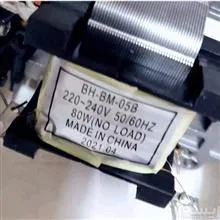 BH-BM-05B
220~240V 50/60HZ
80W(NO LOAD)
MADE IN CHINA
2021.04